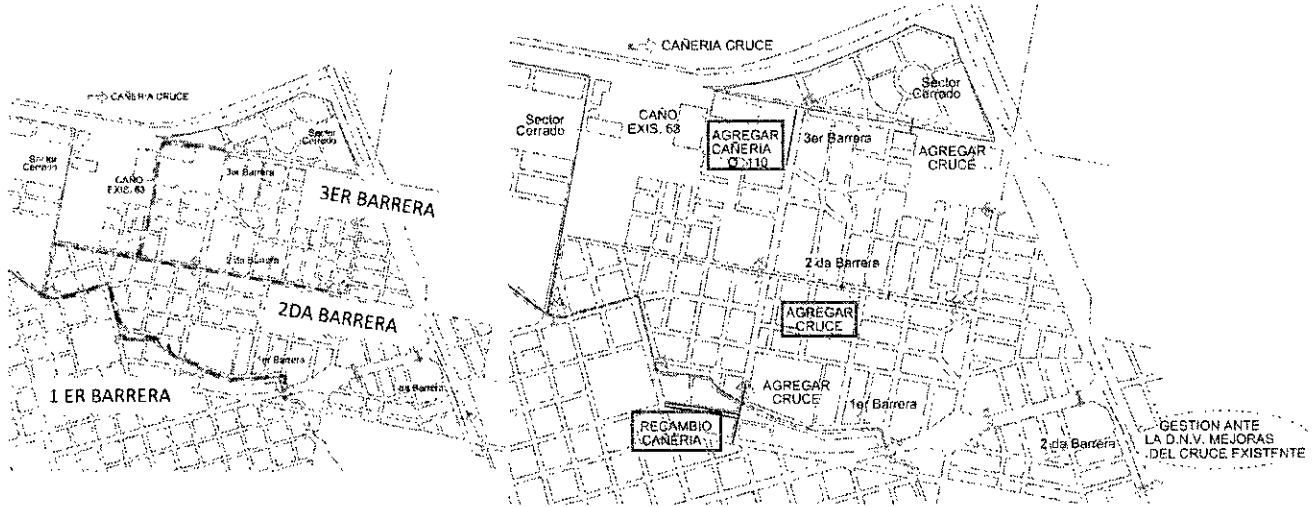 CAÑERIA CRUCE
Sector
Cerrado
Sector
Cerrado
CAÑO
EXIS. 63
3er Barrera
3ER BARRERA
2 da Barrera
2DA BARRERA
1er Barrera
1 ER BARRERA
Barrera
CAÑERIA CRUCE
Sector
Cerrado
Sector
Cerrado
CAÑO
EXIS. 63
AGREGAR
CAÑERIA
110
3er Barrera
AGREGAR
CRUCE
2 da Barrera
AGREGAR
CRUCE
AGREGAR
CRUCE
1er Barrera
RECAMBIO
CAÑERIA
2 da Barrera
GESTION ANTE
LA D.N.V. MEJORAS
DEL CRUCE EXISTENTE